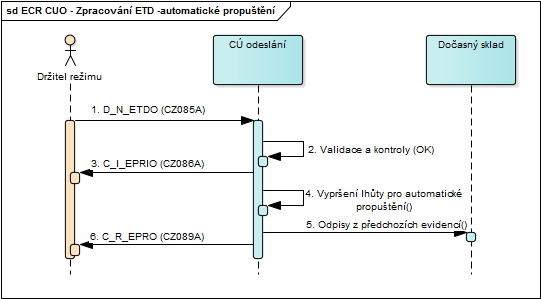 sd ECR CUO - Zpracování ETD -automatické propuštění
Držitel režimu
CÚ odeslání
Dočasný sklad
1. D_N_ETDO (CZ085A)
2. Validace a kontroly (OK)
3. C_I_EPRIO (CZ086A)
4. Vypršení lhůty pro automatické
propuštění()
5. Odpisy z předchozích evidencí()
6. C_R_EPRO (CZ089A)